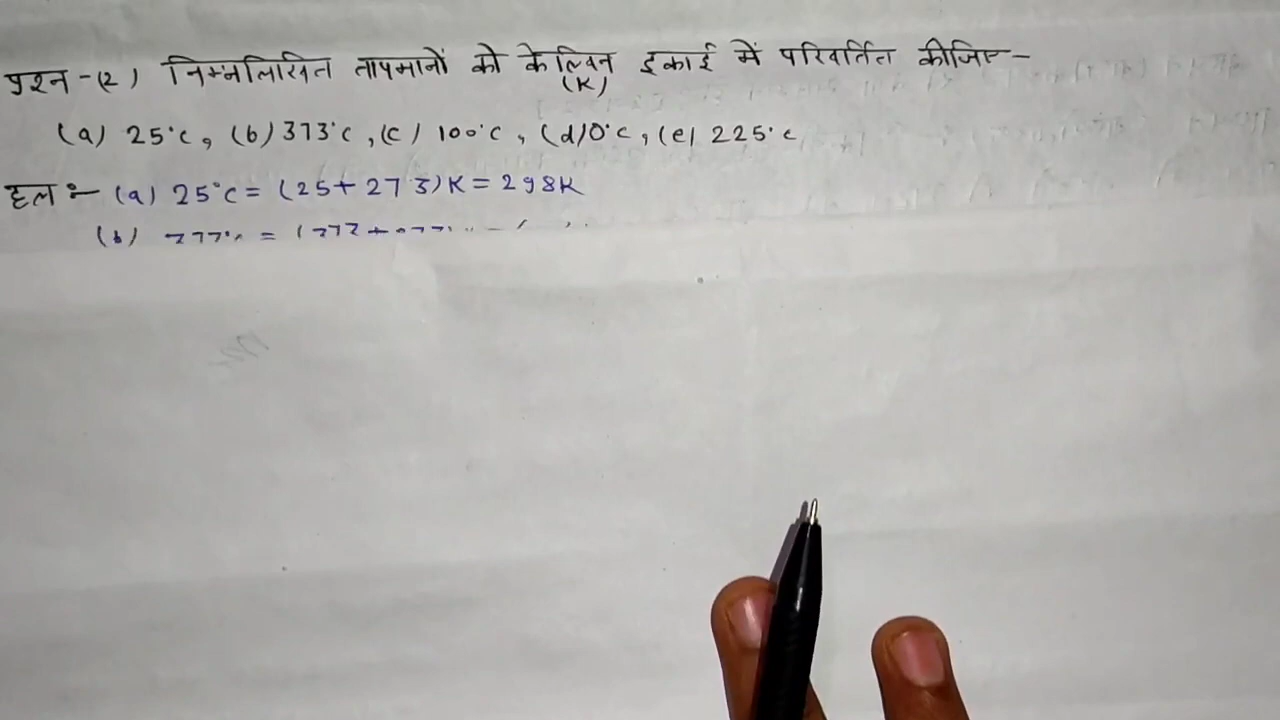 प्रश्न-(2) निम्नलिखित तापमानों को केल्विन इकाई में परिवर्तित कीजिए-
(K)
(a) 25°C, (b) 373°C, (c) 100°C, (d) 0°C, (e) 225°C
हल:- (a) 25°C = (25+273)K = 298K
(b)